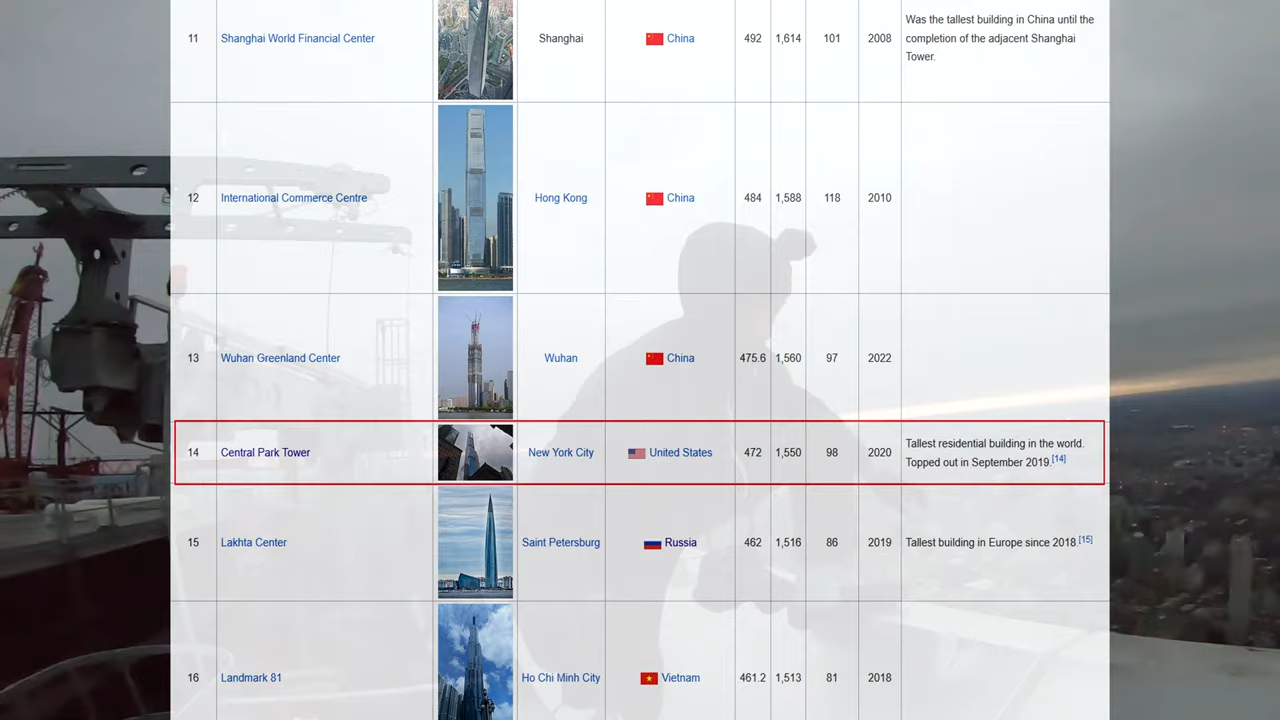 Was the tallest building in China until the
11 Shanghai World Financial Center Shanghai China 492 1,614 101 2008 completion of the adjacent Shanghai
Tower.
12 International Commerce Centre Hong Kong China 484 1,588 118 2010
13 Wuhan Greenland Center Wuhan China 475.6 1,560 97 2022
Tallest residential building in the world.
14 Central Park Tower New York City United States 472 1,550 98 2020
Topped out in September 2019.[14]
15 Lakhta Center Saint Petersburg Russia 462 1,516 86 2019 Tallest building in Europe since 2018.[15]
16 Landmark 81 Ho Chi Minh City Vietnam 461.2 1,513 81 2018